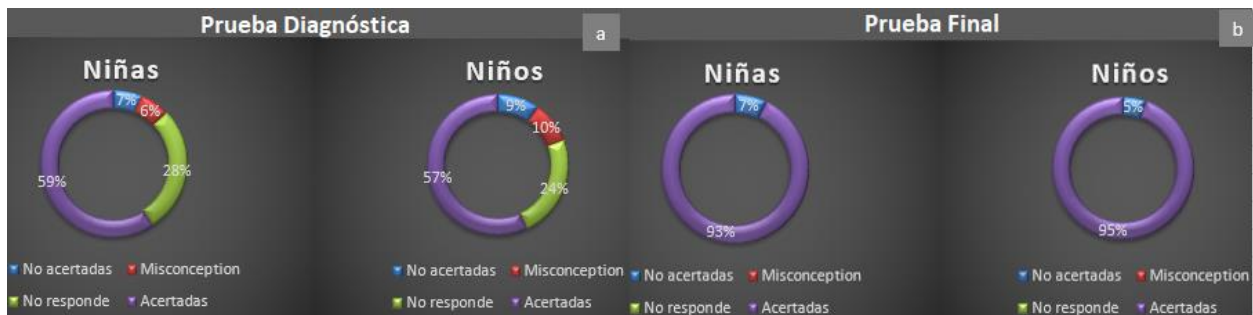 Prueba Diagnóstica
a
Niñas
7%
6%
28%
59%
No acertadas
Misconception
No responde
Acertadas
Niños
9%
10%
24%
57%
No acertadas
Misconception
No responde
Acertadas
Prueba Final
b
Niñas
7%
93%
No acertadas
Misconception
No responde
Acertadas
Niños
5%
95%
No acertadas
Misconception
No responde
Acertadas